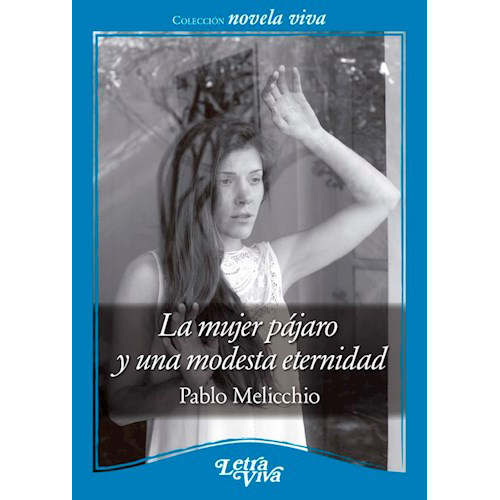 Colección novela viva
La mujer pájaro
y una modesta eternidad
Pablo Melicchio
Letra
Viva